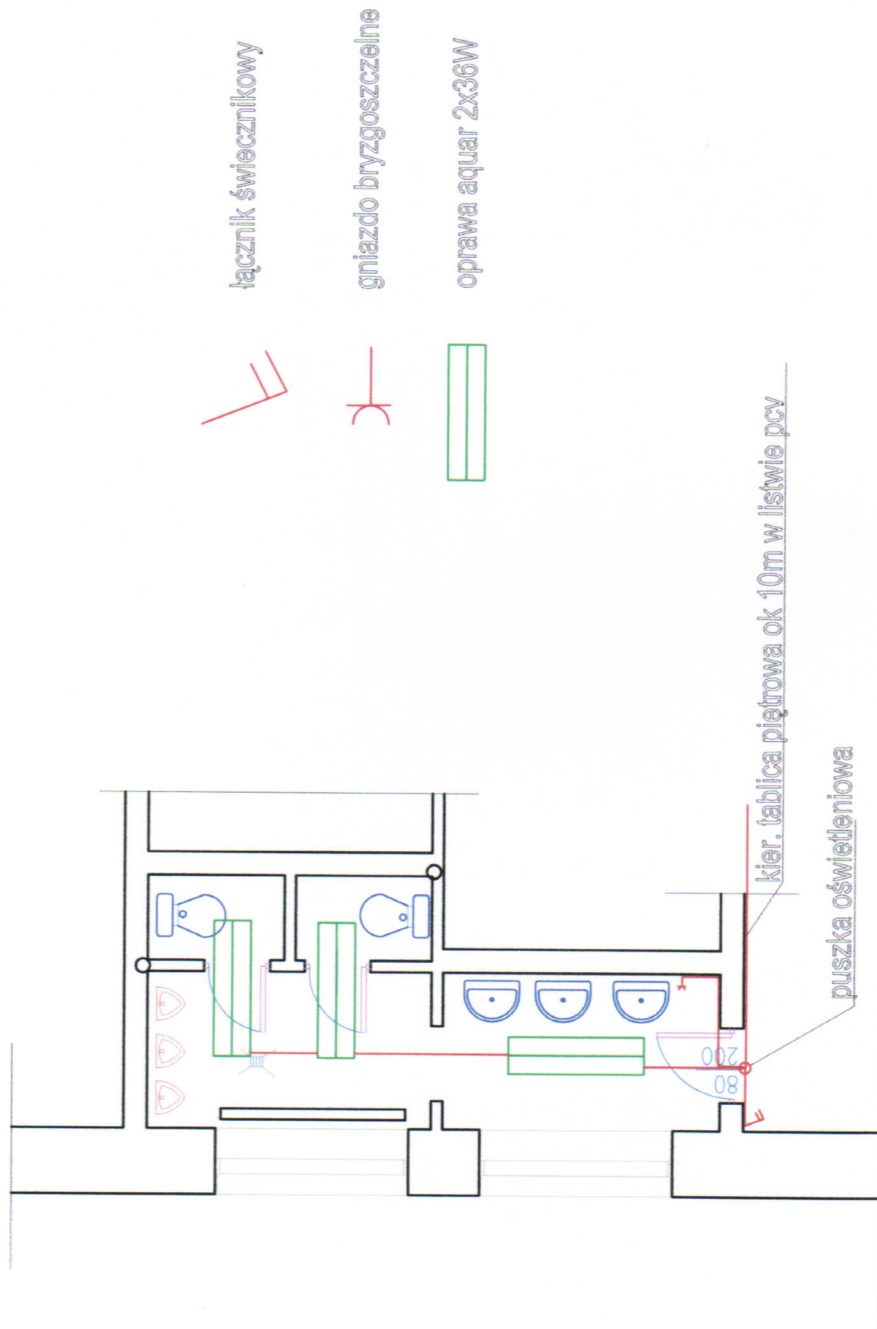 łącznik świecznikowy
gniazdo bryzgoszczelne
oprawa aquar 2x36W
kier. tablica piętrowa ok 10m w listwie pcv
puszka oświetleniowa
80
200